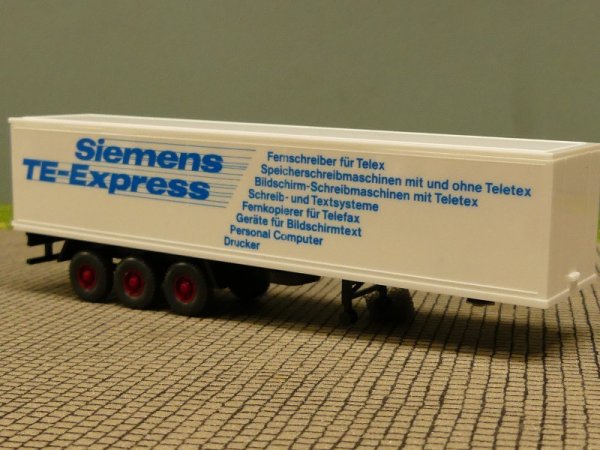 Siemens
TE-Express
Fernschreiber für Telex
Speicherschreibmaschinen mit und ohne Teletex
Bildschirm-Schreibmaschinen mit Teletex
Schreib- und Textsysteme
Fernkopierer für Telefax
Geräte für Bildschirmtext
Personal Computer
Drucker